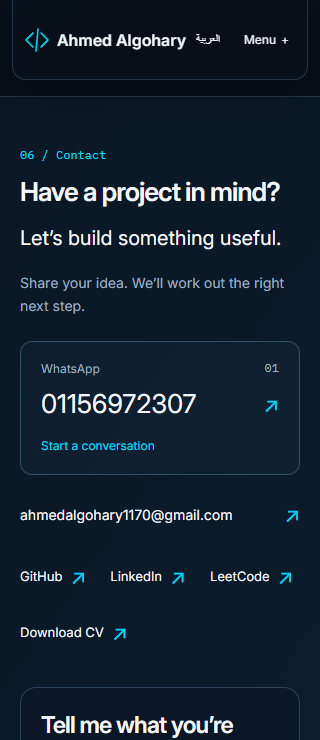 Ahmed Algohary العربية Menu +
06 / Contact
Have a project in mind?
Let’s build something useful.
Share your idea. We’ll work out the right
next step.
WhatsApp 01
01156972307
Start a conversation
ahmedalgohary1170@gmail.com
GitHub LinkedIn LeetCode
Download CV
Tell me what you’re